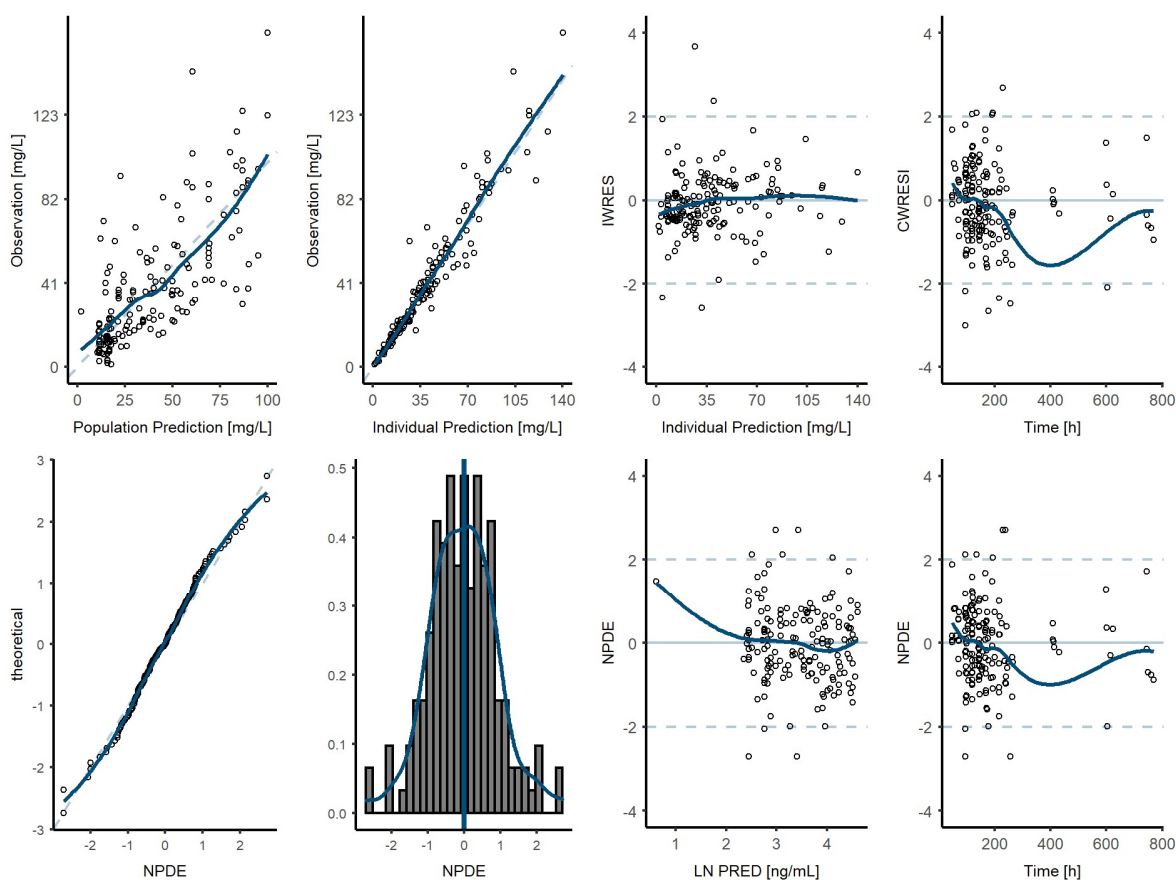 Observation [mg/L]
123
82
41
0
0 25 50 75 100
Population Prediction [mg/L]
Observation [mg/L]
123
82
41
0
0 35 70 105 140
Individual Prediction [mg/L]
IWRES
4
2
0
-2
-4
0 35 70 105 140
Individual Prediction [mg/L]
CWRESI
4
2
0
-2
-4
200 400 600 800
Time [h]
theoretical
3
2
1
0
-1
-2
-3
-2 -1 0 1 2
NPDE
0.5
0.4
0.3
0.2
0.1
0.0
-2 -1 0 1 2
NPDE
NPDE
4
2
0
-2
-4
1 2 3 4
LN PRED [ng/mL]
NPDE
4
2
0
-2
-4
200 400 600 800
Time [h]